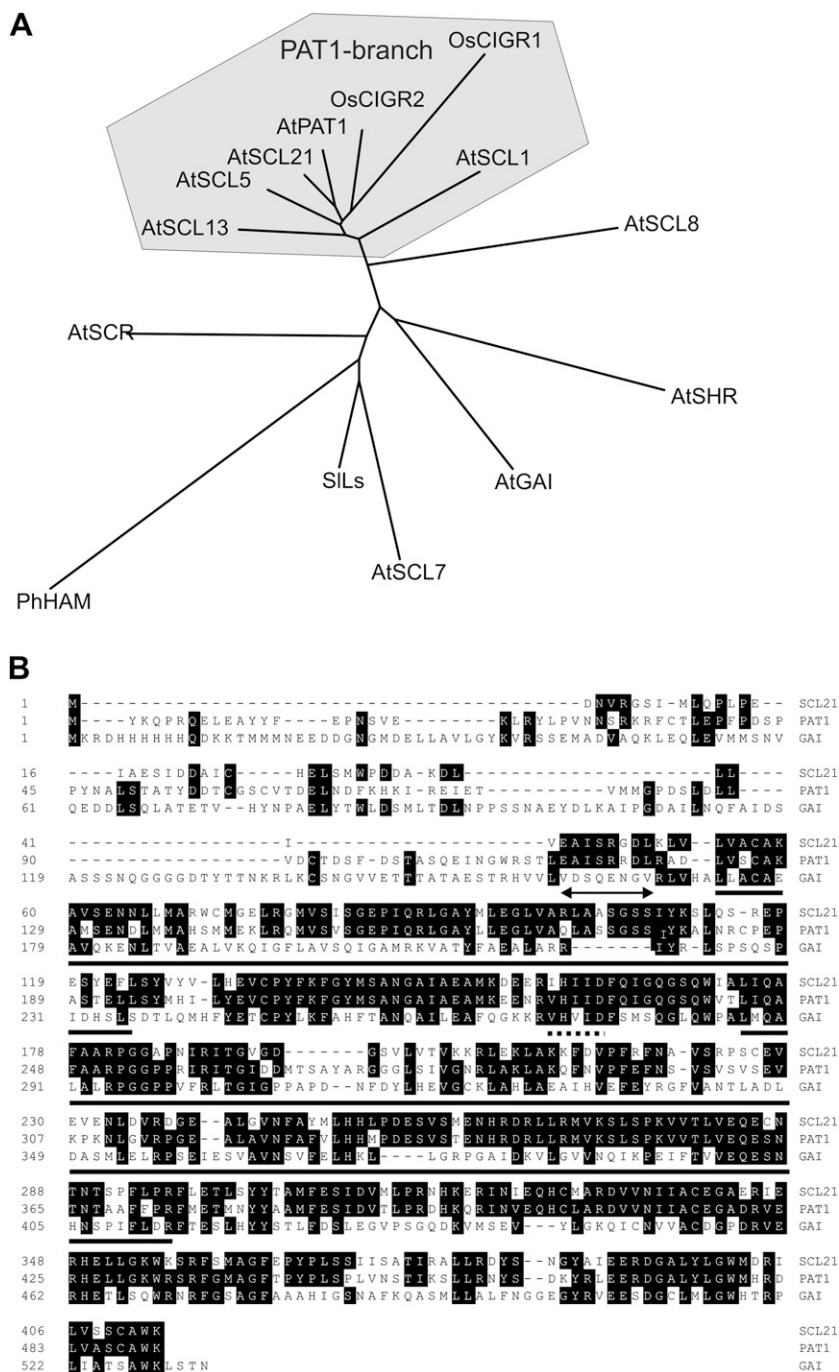 A
PAT1-branch
OsCIGR1
OsCIGR2
AtPAT1
AtSCL21
AtSCL5
AtSCL1
AtSCL13
AtSCL8
AtSCR
AtSHR
SlLs
AtGAI
AtSCL7
PhHAM
B
1 M------------------------------------------DNVRGSI-MLQPLPE-- SCL21
1 M----YKQPRQELEAYYF---EPNSVE---------KLRYLPVNNSRKRFCTLEPFPDSP PAT1
1 MKRDHHHHHHQDKKTMMMNEEDDGNGMDELLAVLGYKVRSSEMADVAQKLEQLEVMMSNV GAI
16 ----IAESIDDAIC-----HELSMWPDDA-KDL---------------------LL---- SCL21
45 PYNALSTATYDDTCGSCVTDELNDFKHKI-REIET----------VMMGPDSLDLL---- PAT1
61 QEDDLSQLATETV--HYNPAELYTWLDSMLTDLNPPSSNAEYDLKAIPGDAILNQFAIDS GAI
41 ------------------I---------------------VEAISRGDLKLV--LVACAK SCL21
90 ------------------VDCTDSF-DSTASQEINGWRSTLEAISRRDLRAD--LVSCAK PAT1
119 ASSSNQGGGGDTYTTNKRLKCSNGVVETTTATAESTRHVVLVDSQENGVRLVHALLACAE GAI
60 AVSENNLLMARWCMGELRGMVSISGEPIQRLGAYMLEGLVARLAASGSSIYKSLQS-REP SCL21
129 AMSENDLMMAHSMMEKLRQMVSVSGEPIQRLGAYLLEGLVAQLASSGSSIYKALNRCPEP PAT1
179 AVQKENLTVAEALVKQIGFLAVSQIGAMRKVATYFAEALARR-------IYR-LSPSQSP GAI
119 ESYEFLSYVYV-LHEVCPYFKFGYMSANGAIAEAMKDEERIHIIDFQIGQGSQWIALIQA SCL21
189 ASTELLSYMHI-LYEVCPYFKFGYMSANGAIAEAMKEENRVHIIDFQIGQGSQWVTLIQA PAT1
231 IDHSLSDTLQMHFYETCPYLKFAHFTANQAILEAFQGKKRVHVIDFSMSQGLQWPALMQA GAI
178 FAARPGGAPNIRITGVGD-------GSVLVTVKKRLEKLAKKFDVPFRFNA-VSRPSCEV SCL21
248 FAARPGGPPRIRITGIDDMTSAYARGGGLSIVGNRLAKLAKQFNVPFEFNS-VSVSVSEV PAT1
291 LALRPGGPPVFRLTGIGPPAPD--NFDYLHEVGCKLAHLAEAIHVEFEYRGFVANTLADL GAI
230 EVENLDVRDGE--ALGVNFAYMLHHLPDESVSMENHRDRLLRMVKSLSPKVVTLVEQECN SCL21
307 KPKNLGVRPGE--ALAVNFAFVLHHMPDESVSTENHRDRLLRMVKSLSPKVVTLVEQESN PAT1
349 DASMLELRPSEIESVAVNSVFELHKL----LGRPGAIDKVLGVVNQIKPEIFTVVEQESN GAI
288 TNTSPFLPRFLETLSYYTAMFESIDVMLPRNHKERINIEQHCMARDVVNIIACEGAERIE SCL21
365 TNTAAFFPRFMETMNYYAAMFESIDVTLPRDHKQRINVEQHCLARDVVNIIACEGADRVE PAT1
405 HNSPIFLDRFTESLHYYSTLFDSLEGVPSGQDKVMSEV---YLGKQICNVVACDGPDRVE GAI
348 RHELLGKWKSRFSMAGFEPYPLSSIISATIRALLRDYS--NGYAIEERDGALYLGWMDRI SCL21
425 RHELLGKWRSRFGMAGFTPYPLSPLVNSTIKSLLRNYS--DKYRLEERDGALYLGWMHRD PAT1
462 RHETLSQWRNRFGSAGFAAAHIGSNAFKQASMLLALFNGGEGYRVEESDGCLMLGWHTRP GAI
406 LVSSCAWK SCL21
483 LVASCAWK PAT1
522 LIATSAWKLSTN GAI